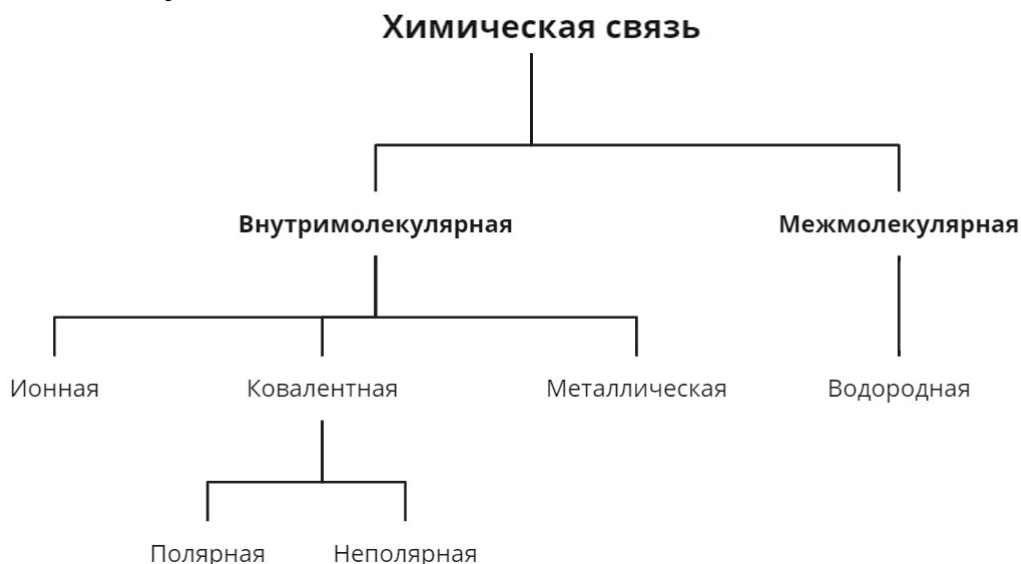 Химическая связь
Внутримолекулярная Межмолекулярная
Ионная Ковалентная Металлическая Водородная
Полярная Неполярная